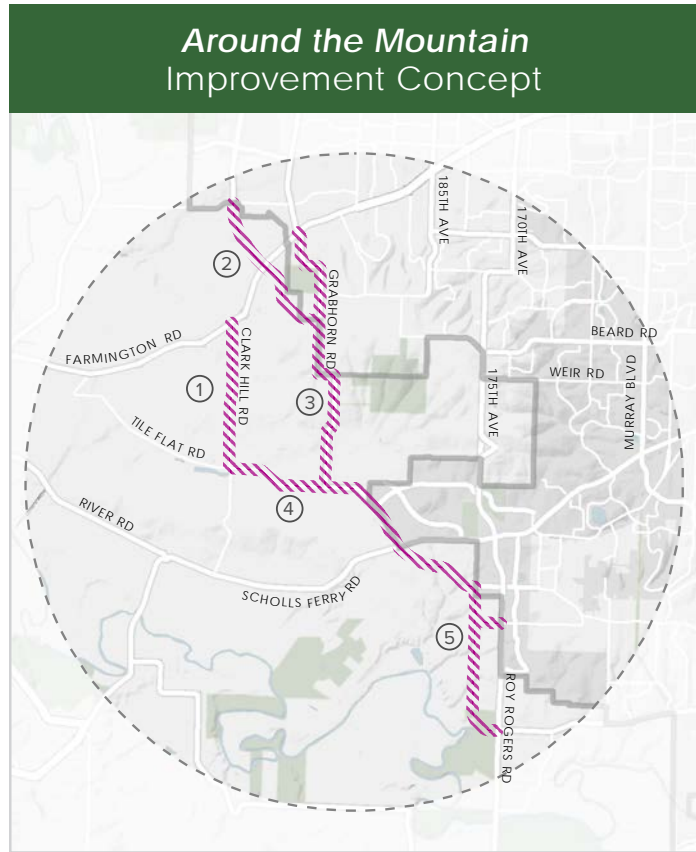 Around the Mountain
Improvement Concept
185TH AVE
170TH AVE
2
GRABHORN RD
BEARD RD
FARMINGTON RD
CLARK HILL RD
WEIR RD
MURRAY BLVD
175TH AVE
1
3
TILE FLAT RD
4
RIVER RD
SCHOLLS FERRY RD
5
ROY ROGERS RD